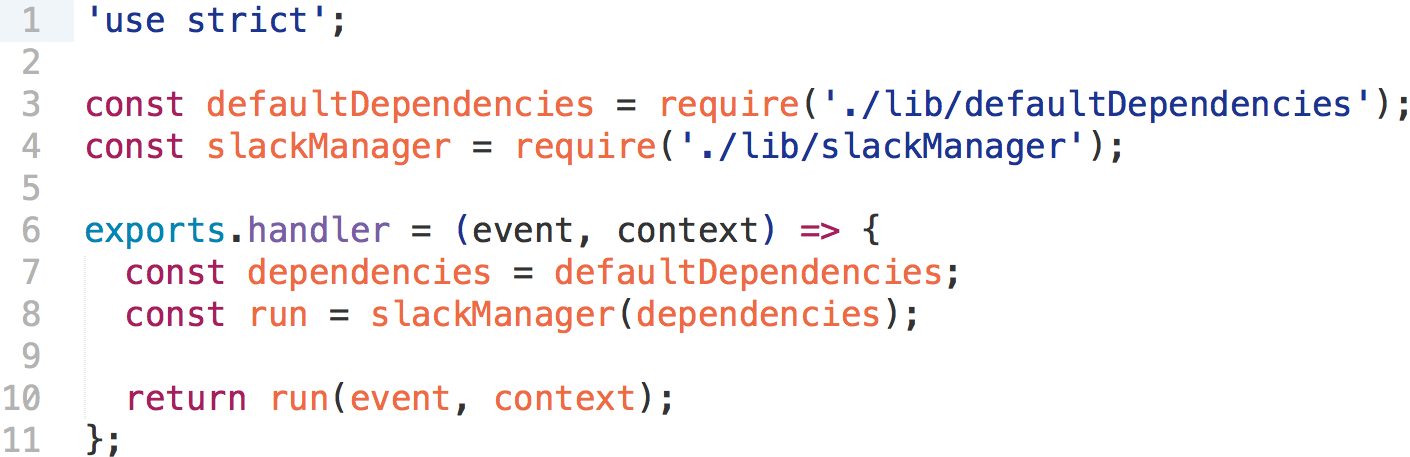 1 'use strict';
2
3 const defaultDependencies = require('./lib/defaultDependencies');
4 const slackManager = require('./lib/slackManager');
5
6 exports.handler = (event, context) => {
7   const dependencies = defaultDependencies;
8   const run = slackManager(dependencies);
9
10   return run(event, context);
11 };